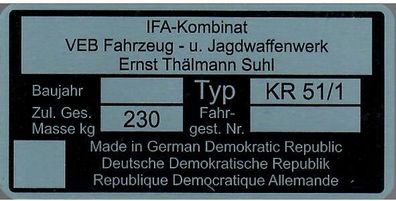 IFA-Kombinat
VEB Fahrzeug - u. Jagdwaffenwerk
Ernst Thälmann Suhl
Baujahr Typ KR 51/1
Zul. Ges. 230 Fahr-
Masse kg gest. Nr.
Made in German Democratic Republic
Deutsche Demokratische Republik
Republique Democratique Allemande